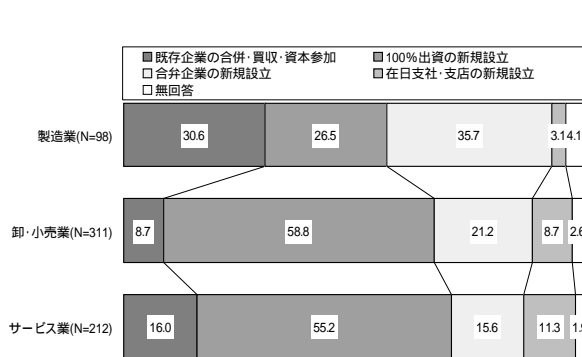 ■既存企業の合併・買収・資本参加 ■100%出資の新規設立
□合弁企業の新規設立 ■在日支社・支店の新規設立
□無回答
製造業(N=98) 30.6 26.5 35.7 3.1 4.1
卸・小売業(N=311) 8.7 58.8 21.2 8.7 2.6
サービス業(N=212) 16.0 55.2 15.6 11.3